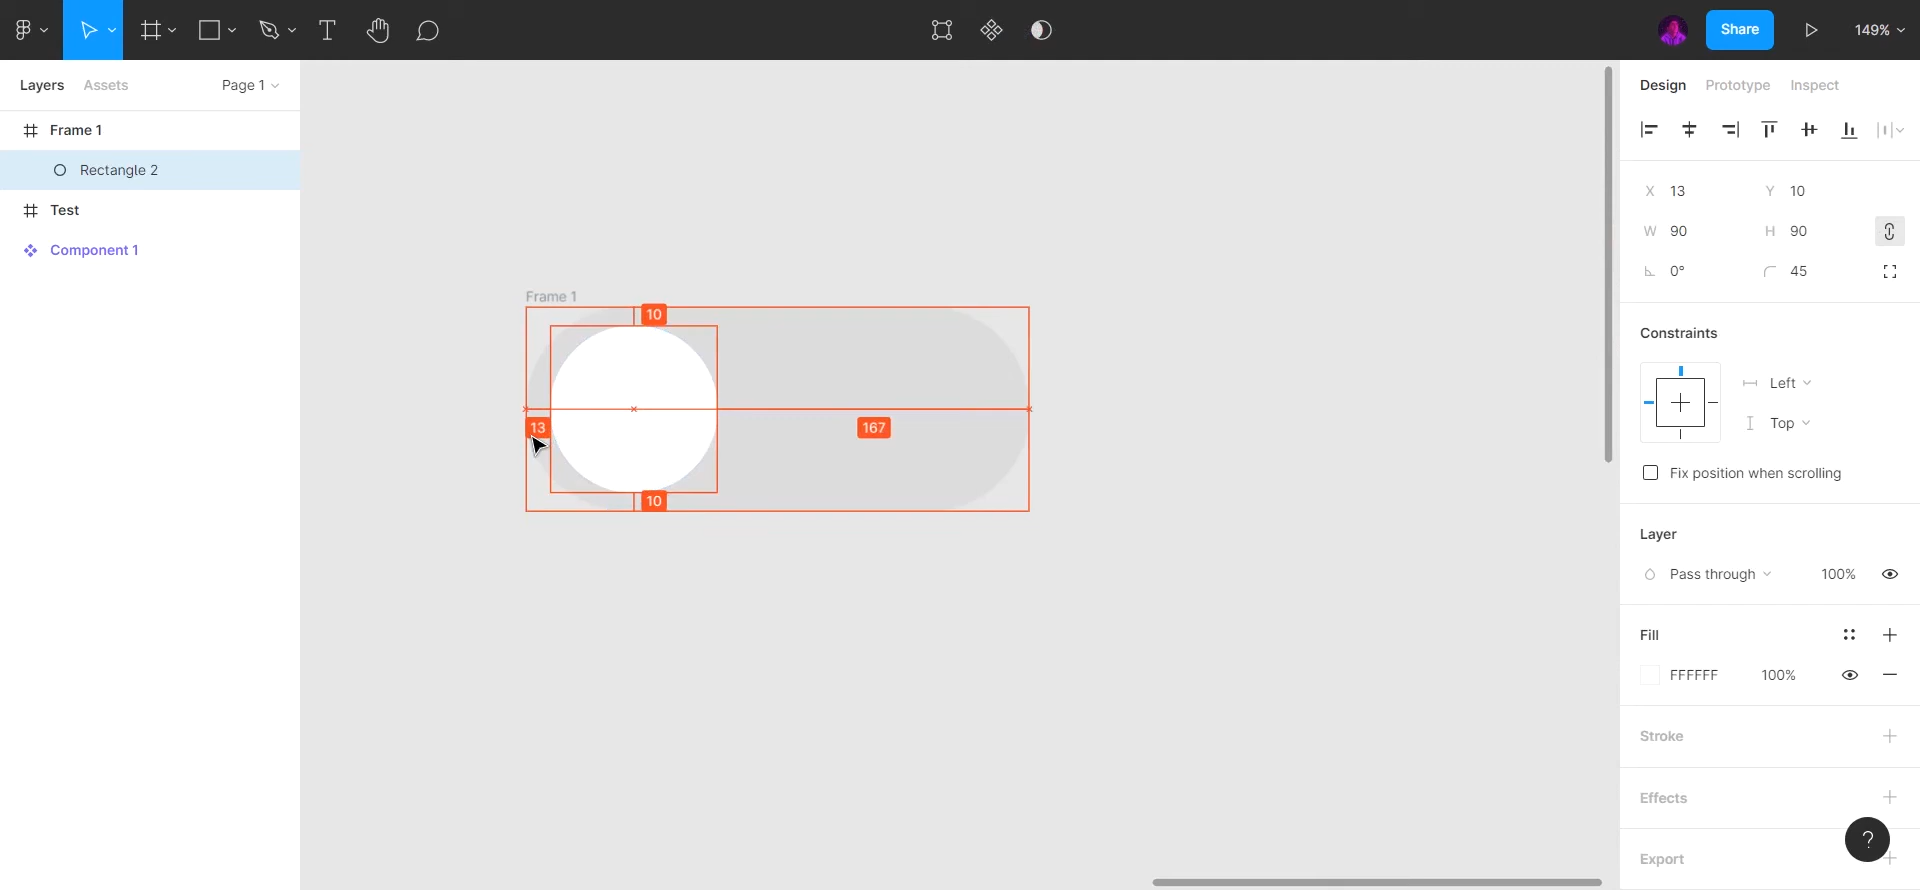 Share
149%
Layers
Assets
Page 1
Frame 1
Rectangle 2
Test
Component 1
Frame 1
10
13
167
10
Design
Prototype
Inspect
X 13
Y 10
W 90
H 90
0°
45
Constraints
Left
Top
Fix position when scrolling
Layer
Pass through
100%
Fill
FFFFFF
100%
Stroke
Effects
?
Export